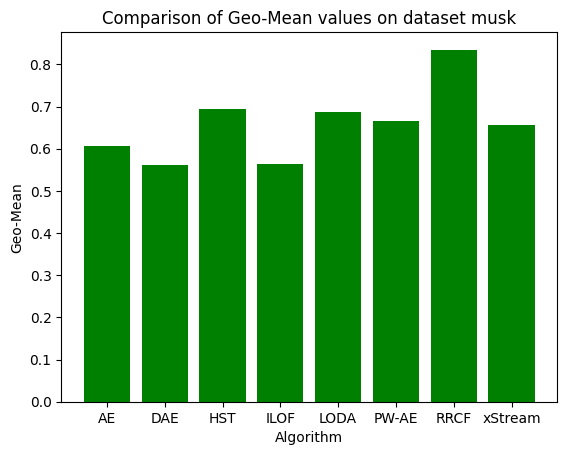 Comparison of Geo-Mean values on dataset musk
0.8
0.7
0.6
0.5
0.4
0.3
0.2
0.1
0.0
Geo-Mean
AE DAE HST ILOF LODA PW-AE RRCF xStream
Algorithm